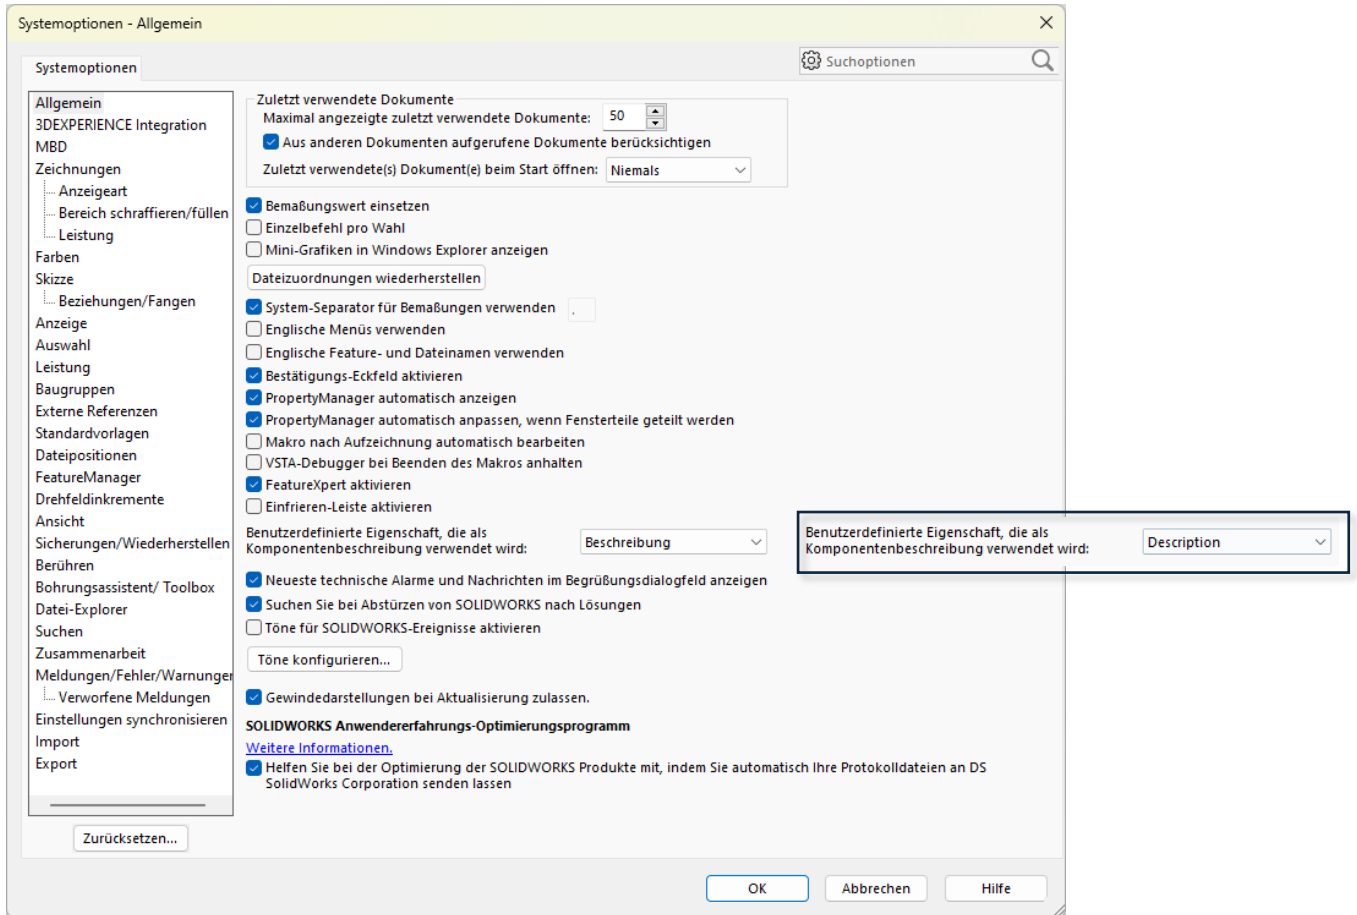 Systemoptionen - Allgemein
Suchoptionen
Systemoptionen
Allgemein
3DEXPERIENCE Integration
MBD
Zeichnungen
Anzeigeart
Bereich schraffieren/füllen
Leistung
Farben
Skizze
Beziehungen/Fangen
Anzeige
Auswahl
Leistung
Baugruppen
Externe Referenzen
Standardvorlagen
Dateipositionen
FeatureManager
Drehfeldinkremente
Ansicht
Sicherungen/Wiederherstellen
Berühren
Bohrungsassistent/ Toolbox
Datei-Explorer
Suchen
Zusammenarbeit
Meldungen/Fehler/Warnunger
Verworfene Meldungen
Einstellungen synchronisieren
Import
Export
Zurücksetzen...
Zuletzt verwendete Dokumente
Maximal angezeigte zuletzt verwendete Dokumente: 50
Aus anderen Dokumenten aufgerufene Dokumente berücksichtigen
Zuletzt verwendete(s) Dokument(e) beim Start öffnen: Niemals
Bemaßungswert einsetzen
Einzelbefehl pro Wahl
Mini-Grafiken in Windows Explorer anzeigen
Dateizuordnungen wiederherstellen
System-Separator für Bemaßungen verwenden ,
Englische Menüs verwenden
Englische Feature- und Dateinamen verwenden
Bestätigungs-Eckfeld aktivieren
PropertyManager automatisch anzeigen
PropertyManager automatisch anpassen, wenn Fensterteile geteilt werden
Makro nach Aufzeichnung automatisch bearbeiten
VSTA-Debugger bei Beenden des Makros anhalten
FeatureXpert aktivieren
Einfrieren-Leiste aktivieren
Benutzerdefinierte Eigenschaft, die als
Komponentenbeschreibung verwendet wird: Beschreibung
Benutzerdefinierte Eigenschaft, die als
Komponentenbeschreibung verwendet wird: Description
Neueste technische Alarme und Nachrichten im Begrüßungsdialogfeld anzeigen
Suchen Sie bei Abstürzen von SOLIDWORKS nach Lösungen
Töne für SOLIDWORKS-Ereignisse aktivieren
Töne konfigurieren...
Gewindedarstellungen bei Aktualisierung zulassen.
SOLIDWORKS Anwendererfahrungs-Optimierungsprogramm
Weitere Informationen.
Helfen Sie bei der Optimierung der SOLIDWORKS Produkte mit, indem Sie automatisch Ihre Protokolldateien an DS
SolidWorks Corporation senden lassen
OK
Abbrechen
Hilfe